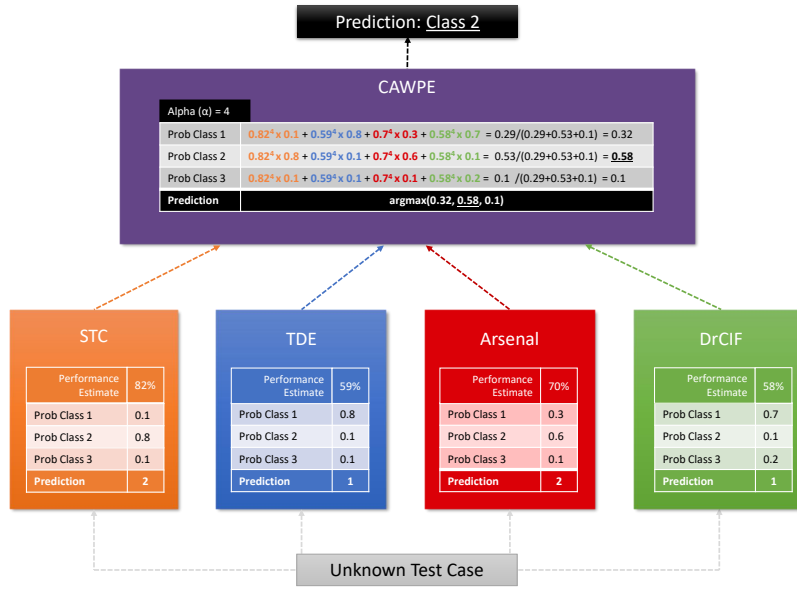 Prediction: Class 2
CAWPE
Alpha (α) = 4
Prob Class 1 0.82⁴ x 0.1 + 0.59⁴ x 0.8 + 0.7⁴ x 0.3 + 0.58⁴ x 0.7 = 0.29/(0.29+0.53+0.1) = 0.32
Prob Class 2 0.82⁴ x 0.8 + 0.59⁴ x 0.1 + 0.7⁴ x 0.6 + 0.58⁴ x 0.1 = 0.53/(0.29+0.53+0.1) = 0.58
Prob Class 3 0.82⁴ x 0.1 + 0.59⁴ x 0.1 + 0.7⁴ x 0.1 + 0.58⁴ x 0.2 = 0.1 /(0.29+0.53+0.1) = 0.1
Prediction argmax(0.32, 0.58, 0.1)
STC
Performance
Estimate 82%
Prob Class 1 0.1
Prob Class 2 0.8
Prob Class 3 0.1
Prediction 2
TDE
Performance
Estimate 59%
Prob Class 1 0.8
Prob Class 2 0.1
Prob Class 3 0.1
Prediction 1
Arsenal
Performance
Estimate 70%
Prob Class 1 0.3
Prob Class 2 0.6
Prob Class 3 0.1
Prediction 2
DrCIF
Performance
Estimate 58%
Prob Class 1 0.7
Prob Class 2 0.1
Prob Class 3 0.2
Prediction 1
Unknown Test Case